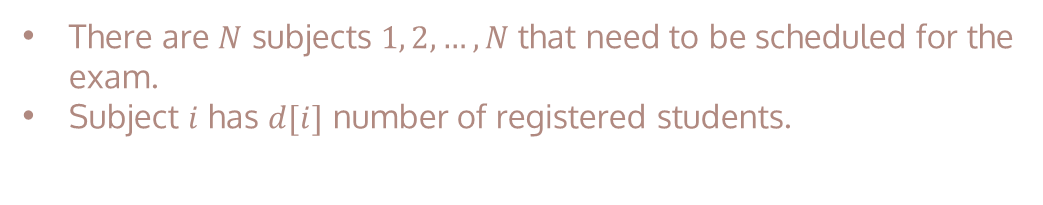 • There are N subjects 1, 2, ... , N that need to be scheduled for the
exam.
• Subject i has d[i] number of registered students.